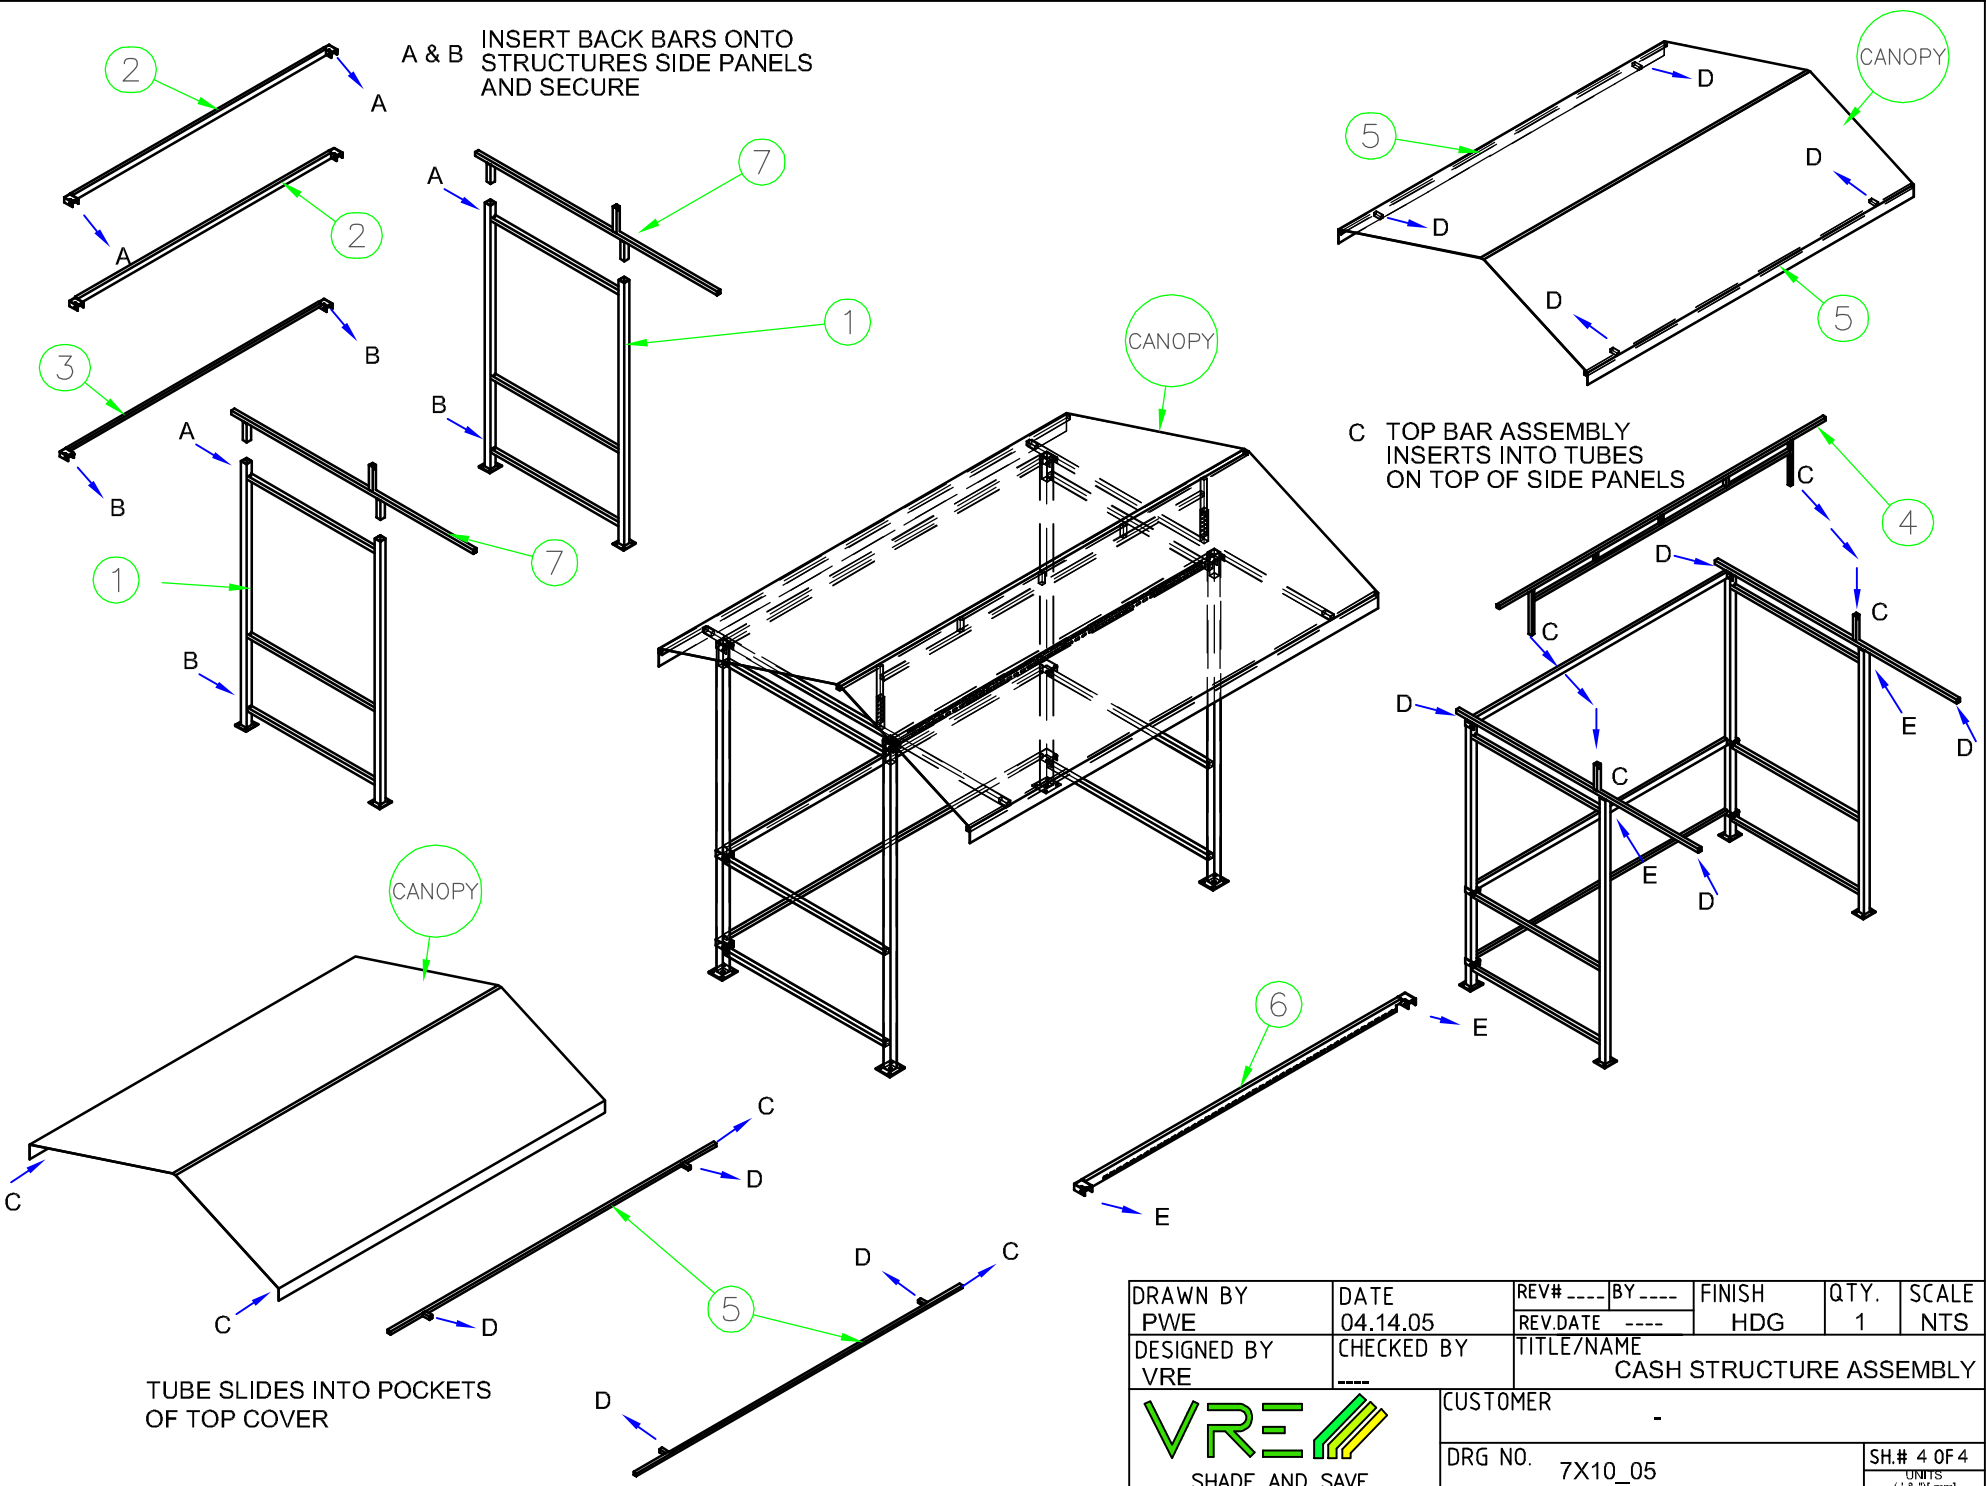 A & B
INSERT BACK BARS ONTO
STRUCTURES SIDE PANELS
AND SECURE
2
A
2
A
3
B
B
7
A
1
B
A
7
1
B
CANOPY
5
D
D
D
D
5
CANOPY
C
TOP BAR ASSEMBLY
INSERTS INTO TUBES
ON TOP OF SIDE PANELS
C
4
D
C
C
D
E
D
C
E
D
CANOPY
C
C
C
D
D
5
D
C
D
TUBE SLIDES INTO POCKETS
OF TOP COVER
6
E
E
DRAWN BY
PWE
DATE
04.14.05
REV# ---- BY ----
REV.DATE ----
FINISH
HDG
QTY.
1
SCALE
NTS
DESIGNED BY
VRE
CHECKED BY
----
TITLE/NAME
CASH STRUCTURE ASSEMBLY
VRE
SHADE AND SAVE
CUSTOMER
-
DRG NO.
7X10_05
SH.# 4 OF 4
UNITS